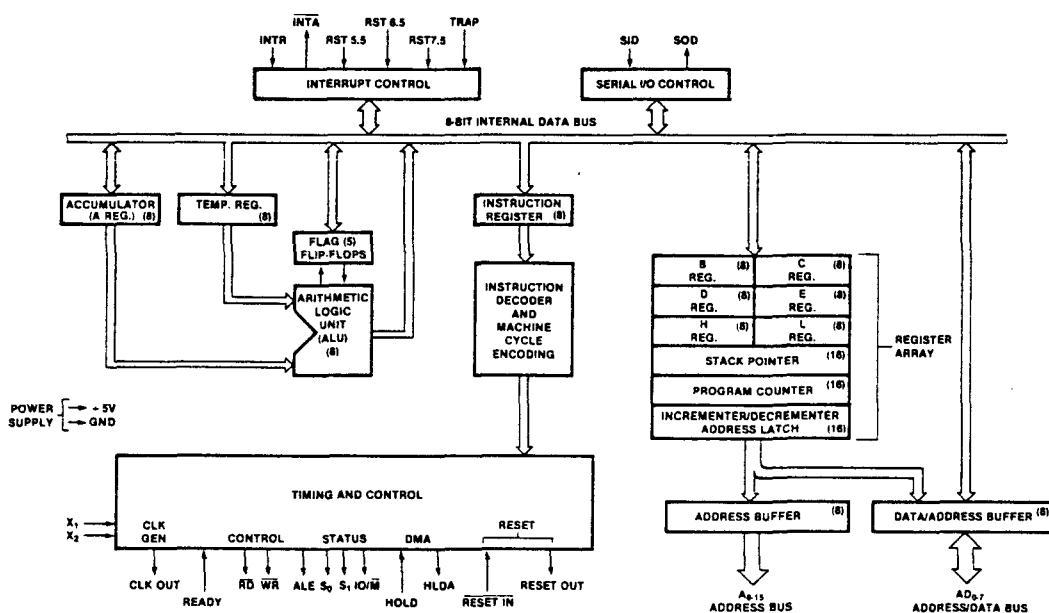 INTA
RST 6.5
TRAP
INTR
RST 5.5
RST7.5
SID
SOD
INTERRUPT CONTROL
SERIAL I/O CONTROL
8-BIT INTERNAL DATA BUS
ACCUMULATOR
(A REG.) (8)
TEMP. REG.
(8)
INSTRUCTION
REGISTER (8)
FLAG (5)
FLIP-FLOPS
ARITHMETIC
LOGIC
UNIT
(ALU)
(8)
INSTRUCTION
DECODER
AND
MACHINE
CYCLE
ENCODING
B (8)
REG.
C (8)
REG.
D (8)
REG.
E (8)
REG.
H (8)
REG.
L (8)
REG.
STACK POINTER (16)
PROGRAM COUNTER (16)
INCREMENTER/DECREMENTER
ADDRESS LATCH (16)
REGISTER
ARRAY
POWER
SUPPLY
+5V
GND
TIMING AND CONTROL
X1
X2
CLK
GEN
CONTROL
STATUS
DMA
RESET
CLK OUT
READY
RD
WR
ALE
S0
S1
IO/M
HOLD
HLDA
RESET IN
RESET OUT
ADDRESS BUFFER (8)
DATA/ADDRESS BUFFER (8)
A8-15
ADDRESS BUS
AD0-7
ADDRESS/DATA BUS